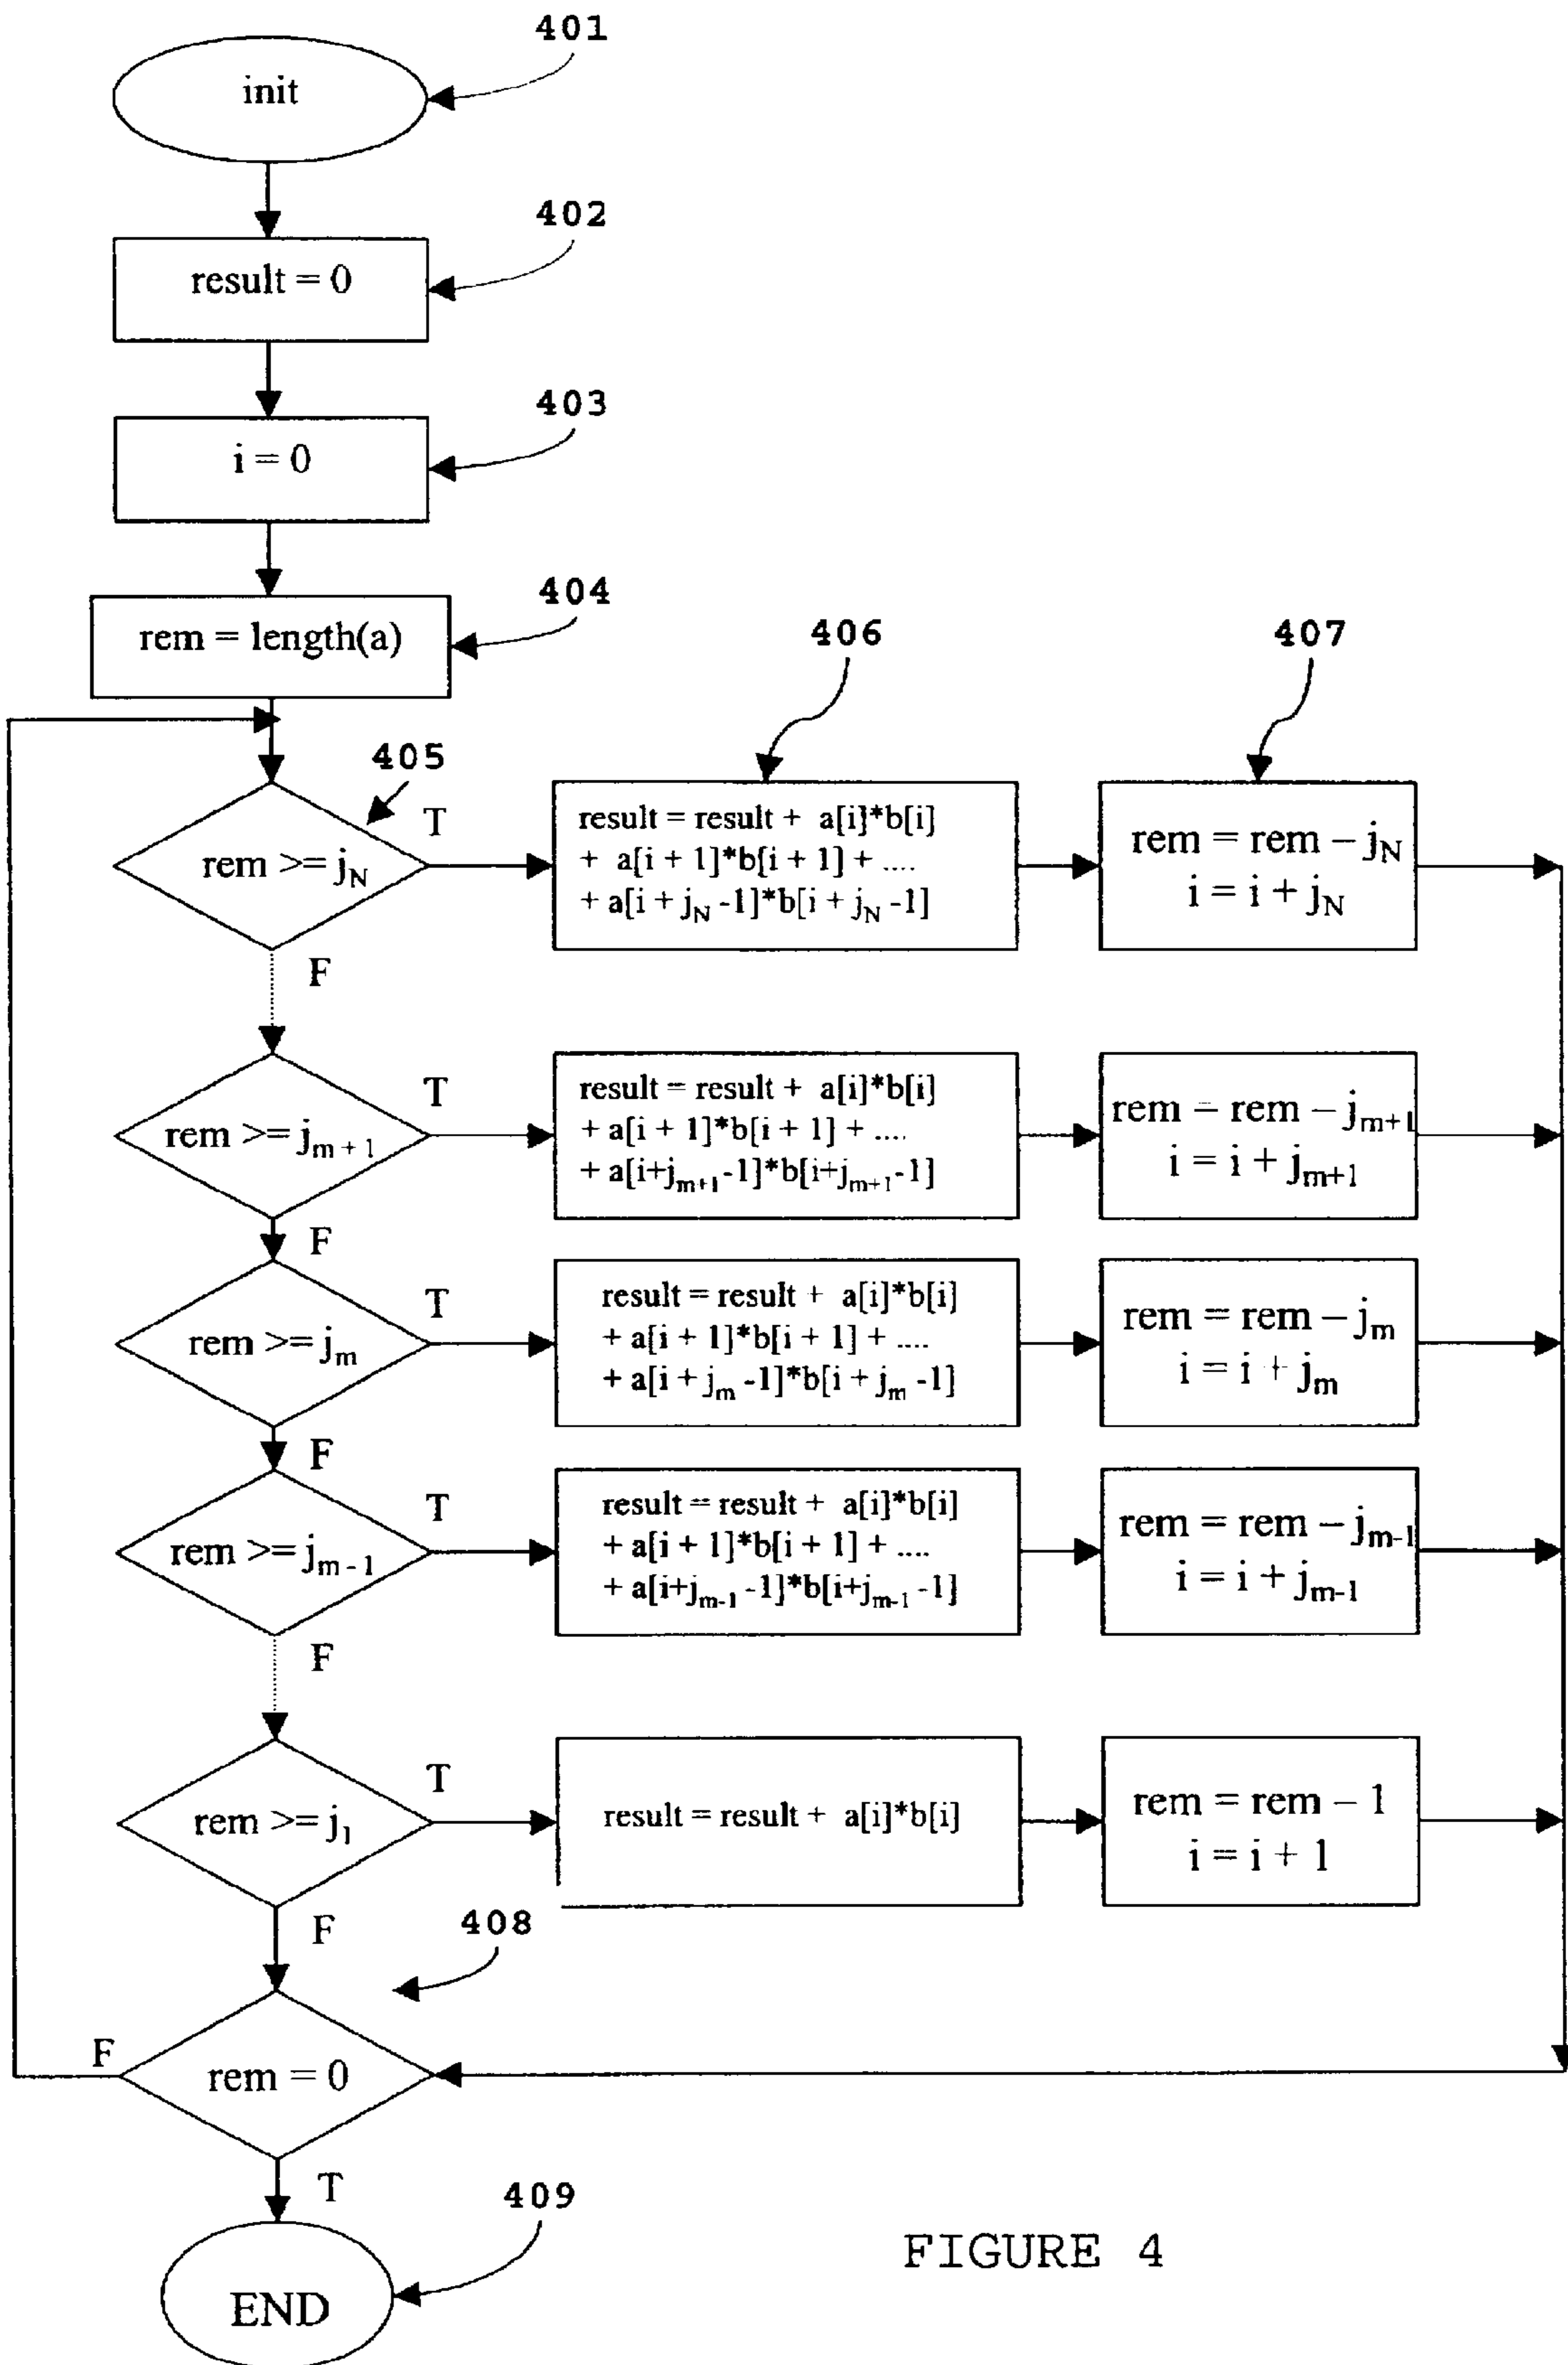 401
init
402
result = 0
403
i = 0
404
rem = length(a)
406
407
405
rem >= j_N
T
result = result + a[i]*b[i]
+ a[i + 1]*b[i + 1] + ....
+ a[i + j_N -1]*b[i + j_N -1]
rem = rem – j_N
i = i + j_N
F
rem >= j_m+1
T
result = result + a[i]*b[i]
+ a[i + 1]*b[i + 1] + ....
+ a[i+j_m+1-1]*b[i+j_m+1-1]
rem – rem – j_m+1
i = i + j_m+1
F
rem >= j_m
T
result = result + a[i]*b[i]
+ a[i + 1]*b[i + 1] + ....
+ a[i + j_m -1]*b[i + j_m -1]
rem = rem – j_m
i = i + j_m
F
rem >= j_m-1
T
result = result + a[i]*b[i]
+ a[i + 1]*b[i + 1] + ....
+ a[i+j_m-1 -1]*b[i+j_m-1 -1]
rem = rem – j_m-1
i = i + j_m-1
F
rem >= j_1
T
result = result + a[i]*b[i]
rem = rem – 1
i = i + 1
F
408
F
rem = 0
T
409
END
FIGURE 4